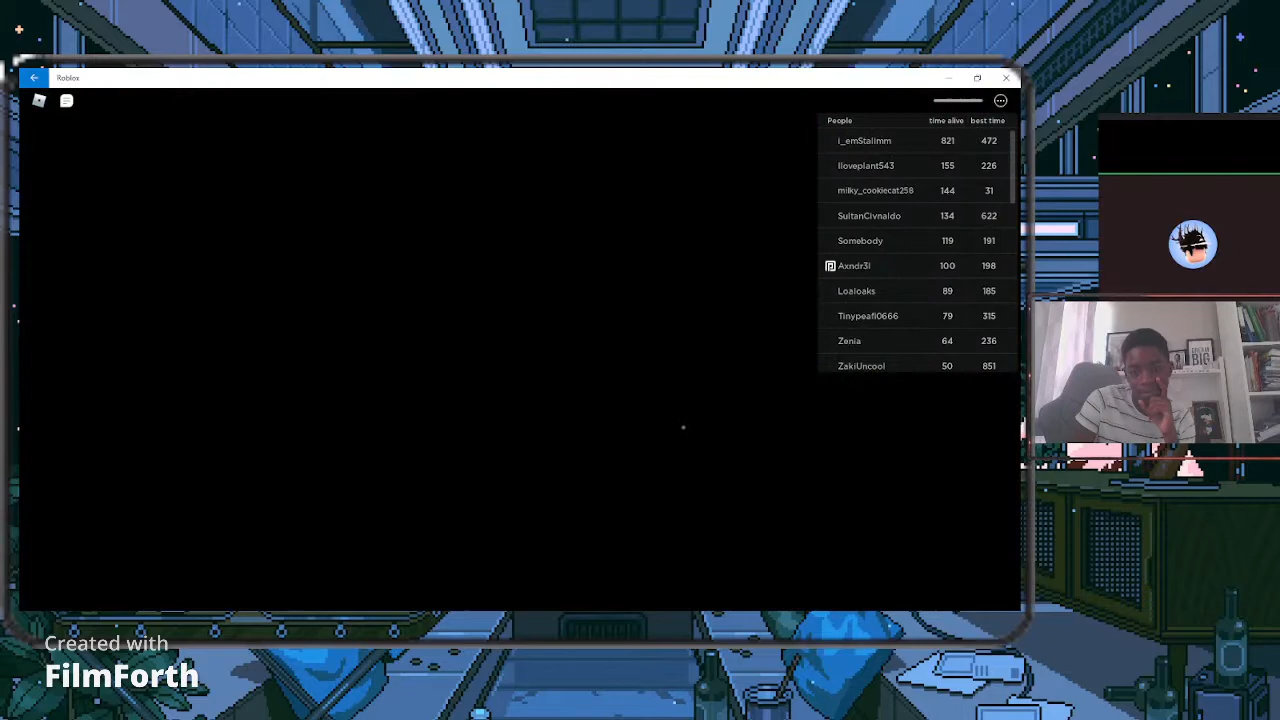 Roblox
People time alive best time
i_emStalimm 821 472
Iloveplant543 155 226
milky_cookiecat258 144 31
SultanCivnaldo 134 622
Somebody 119 191
Axndr3l 100 198
Loaloaks 89 185
Tinypeafl0666 79 315
Zenia 64 236
ZakiUncool 50 851
BIG
Created with
FilmForth